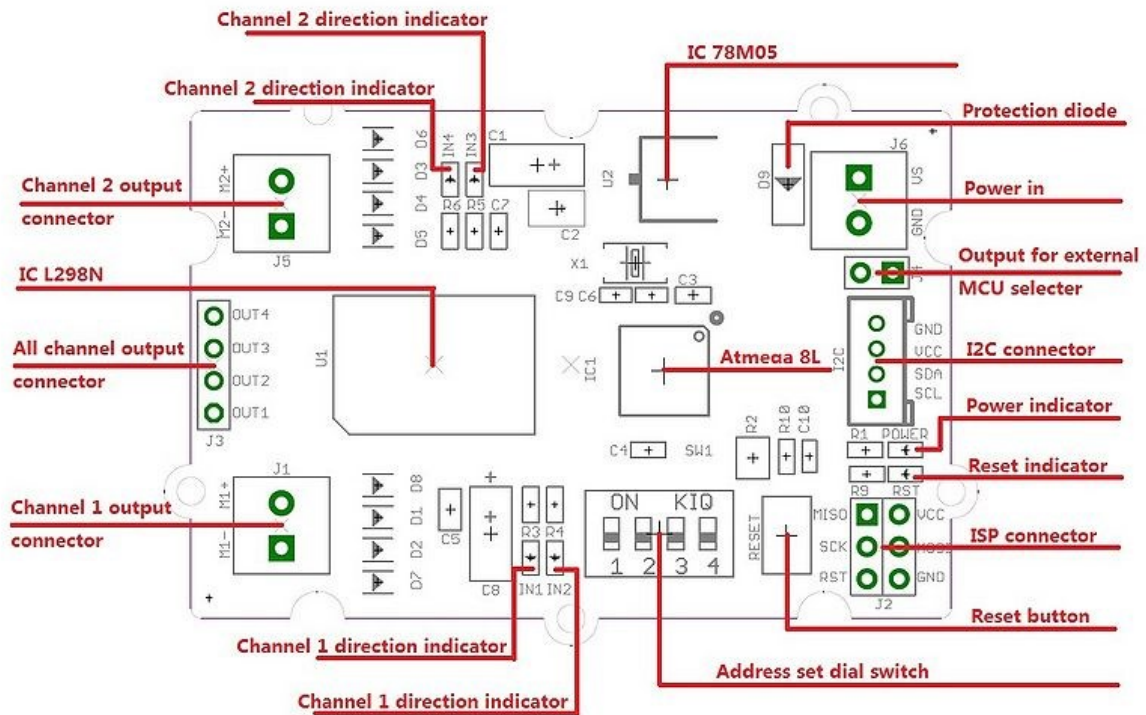 Channel 2 direction indicator
IC 78M05
Channel 2 direction indicator
Protection diode
Channel 2 output
connector
Power in
IC L298N
Output for external
MCU selecter
All channel output
connector
Atmega 8L
I2C connector
Power indicator
Reset indicator
Channel 1 output
connector
ISP connector
Reset button
Channel 1 direction indicator
Address set dial switch
Channel 1 direction indicator
M2+
M2-
J5
D6
D3
D4
D5
IN4
IN3
R6
R5
C7
C1
C2
U2
D9
J6
VS
GND
X1
C9
C6
C3
J4
OUT4
OUT3
OUT2
OUT1
J3
U1
IC1
I2C
GND
VCC
SDA
SCL
C4
SW1
R2
R10
C10
R1
POWER
R9
RST
J1
M1+
M1-
D8
D1
D2
D7
C5
C8
R3
R4
IN1
IN2
ON KIQ
1 2 3 4
RESET
MISO
VCC
SCK
RST
GND
J2